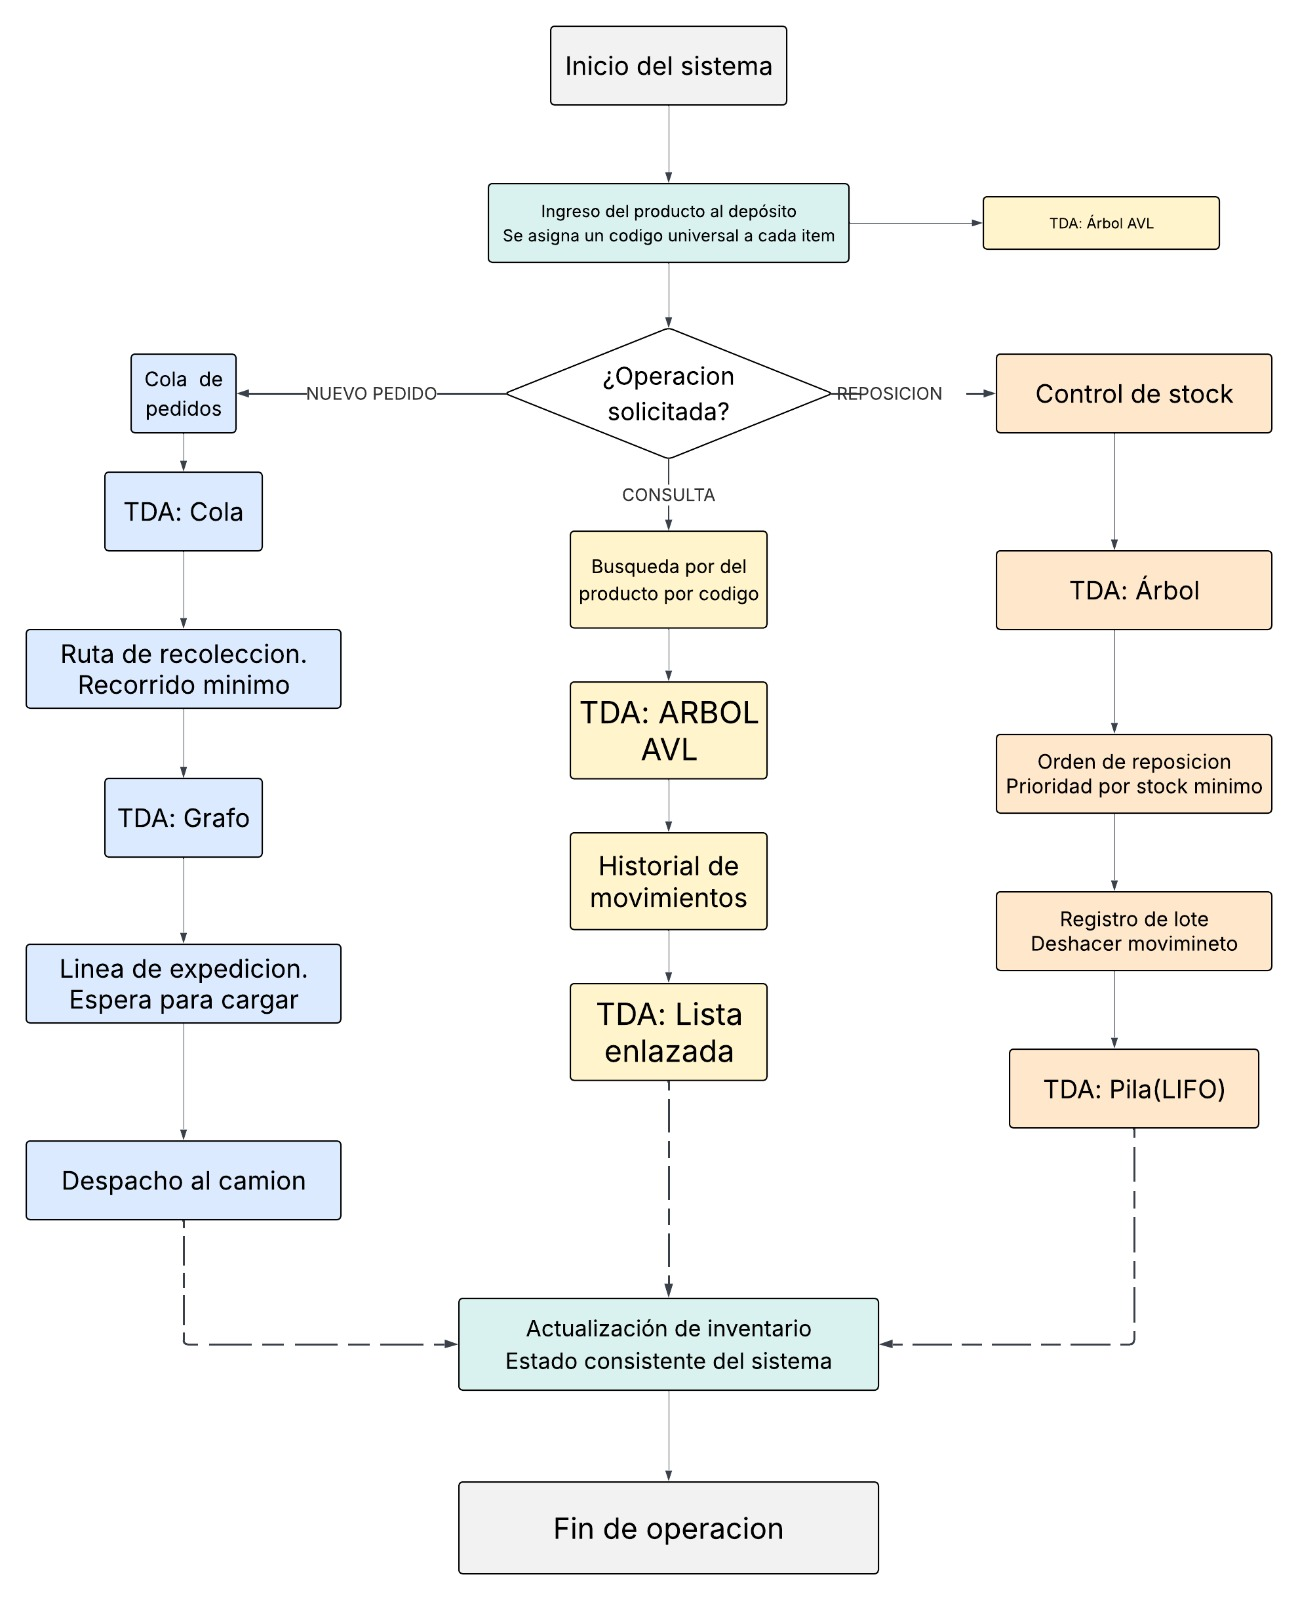 Inicio del sistema
Ingreso del producto al depósito
Se asigna un codigo universal a cada item
TDA: Árbol AVL
¿Operacion
solicitada?
NUEVO PEDIDO
REPOSICION
CONSULTA
Cola de
pedidos
TDA: Cola
Ruta de recoleccion.
Recorrido minimo
TDA: Grafo
Linea de expedicion.
Espera para cargar
Despacho al camion
Busqueda por del
producto por codigo
TDA: ARBOL
AVL
Historial de
movimientos
TDA: Lista
enlazada
Control de stock
TDA: Árbol
Orden de reposicion
Prioridad por stock minimo
Registro de lote
Deshacer movimineto
TDA: Pila(LIFO)
Actualización de inventario
Estado consistente del sistema
Fin de operacion